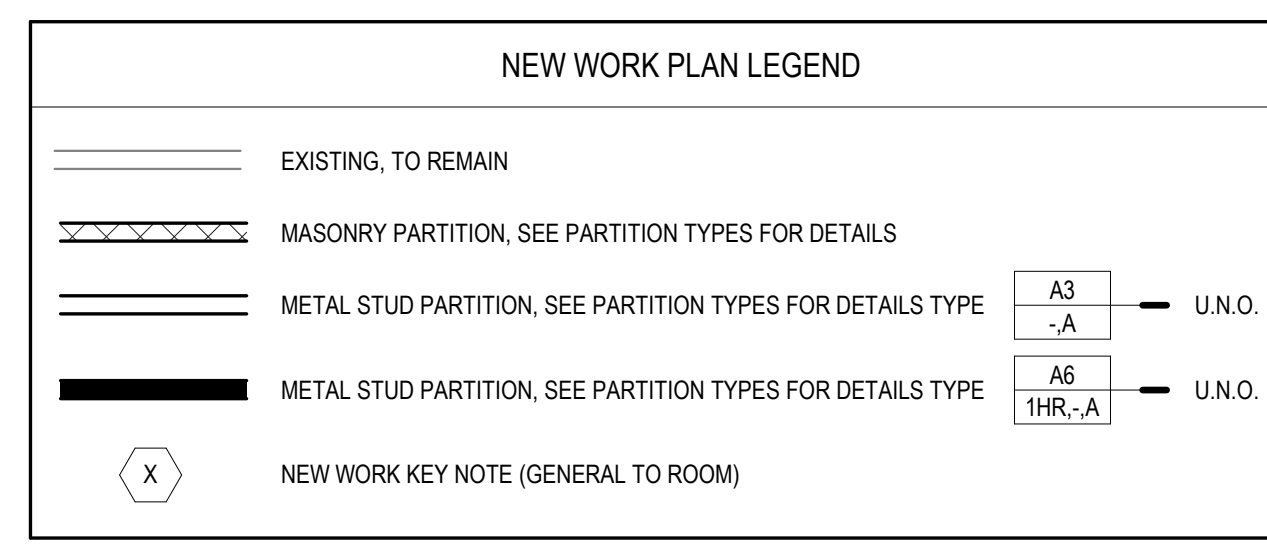 NEW WORK PLAN LEGEND
EXISTING, TO REMAIN
MASONRY PARTITION, SEE PARTITION TYPES FOR DETAILS
METAL STUD PARTITION, SEE PARTITION TYPES FOR DETAILS TYPE
A3
-,A
U.N.O.
METAL STUD PARTITION, SEE PARTITION TYPES FOR DETAILS TYPE
A6
1HR,-,A
U.N.O.
X
NEW WORK KEY NOTE (GENERAL TO ROOM)